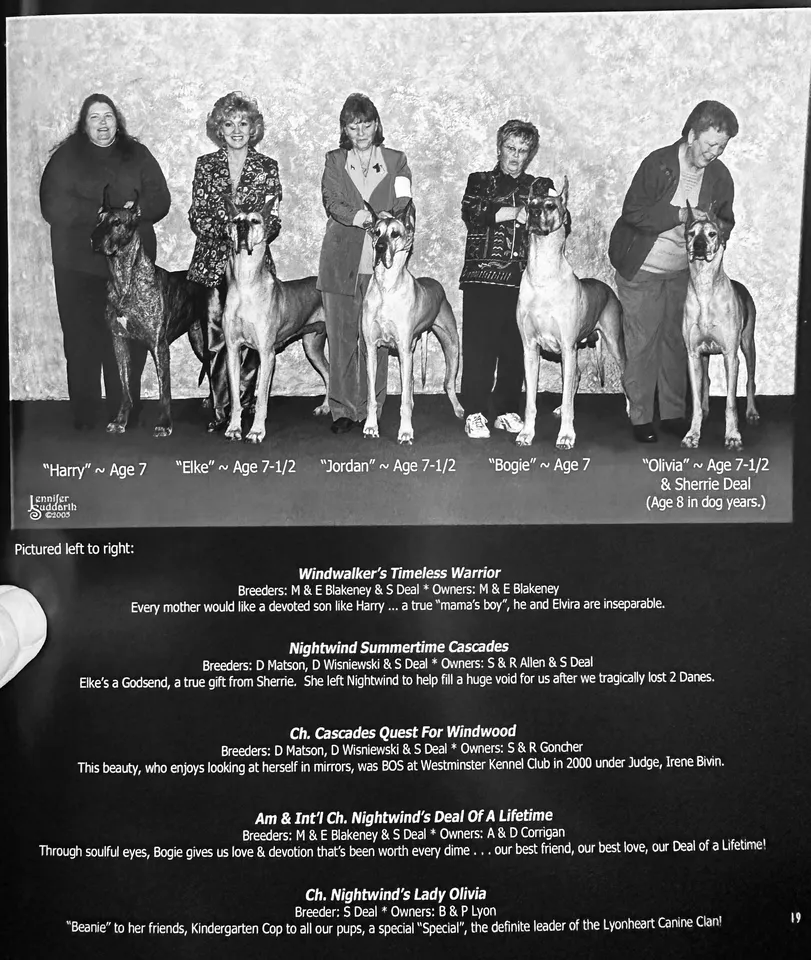 "Harry" ~ Age 7 "Elke" ~ Age 7-1/2 "Jordan" ~ Age 7-1/2 "Bogie" ~ Age 7 "Olivia" ~ Age 7-1/2
& Sherrie Deal
(Age 8 in dog years.)
Jennifer
Suddarth
©2005
Pictured left to right:
Windwalker's Timeless Warrior
Breeders: M & E Blakeney & S Deal * Owners: M & E Blakeney
Every mother would like a devoted son like Harry ... a true "mama's boy", he and Elvira are inseparable.
Nightwind Summertime Cascades
Breeders: D Matson, D Wisniewski & S Deal * Owners: S & R Allen & S Deal
Elke's a Godsend, a true gift from Sherrie. She left Nightwind to help fill a huge void for us after we tragically lost 2 Danes.
Ch. Cascades Quest For Windwood
Breeders: D Matson, D Wisniewski & S Deal * Owners: S & R Goncher
This beauty, who enjoys looking at herself in mirrors, was BOS at Westminster Kennel Club in 2000 under Judge, Irene Bivin.
Am & Int'l Ch. Nightwind's Deal Of A Lifetime
Breeders: M & E Blakeney & S Deal * Owners: A & D Corrigan
Through soulful eyes, Bogie gives us love & devotion that's been worth every dime . . . our best friend, our best love, our Deal of a Lifetime!
Ch. Nightwind's Lady Olivia
Breeder: S Deal * Owners: B & P Lyon
"Beanie" to her friends, Kindergarten Cop to all our pups, a special "Special", the definite leader of the Lyonheart Canine Clan!
19